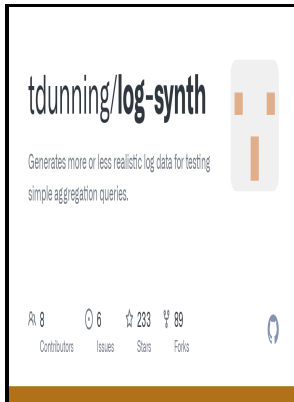 tdunning/log-synth
Generates more or less realistic log data for testing
simple aggregation queries.
8 6 233 89
Contributors Issues Stars Forks